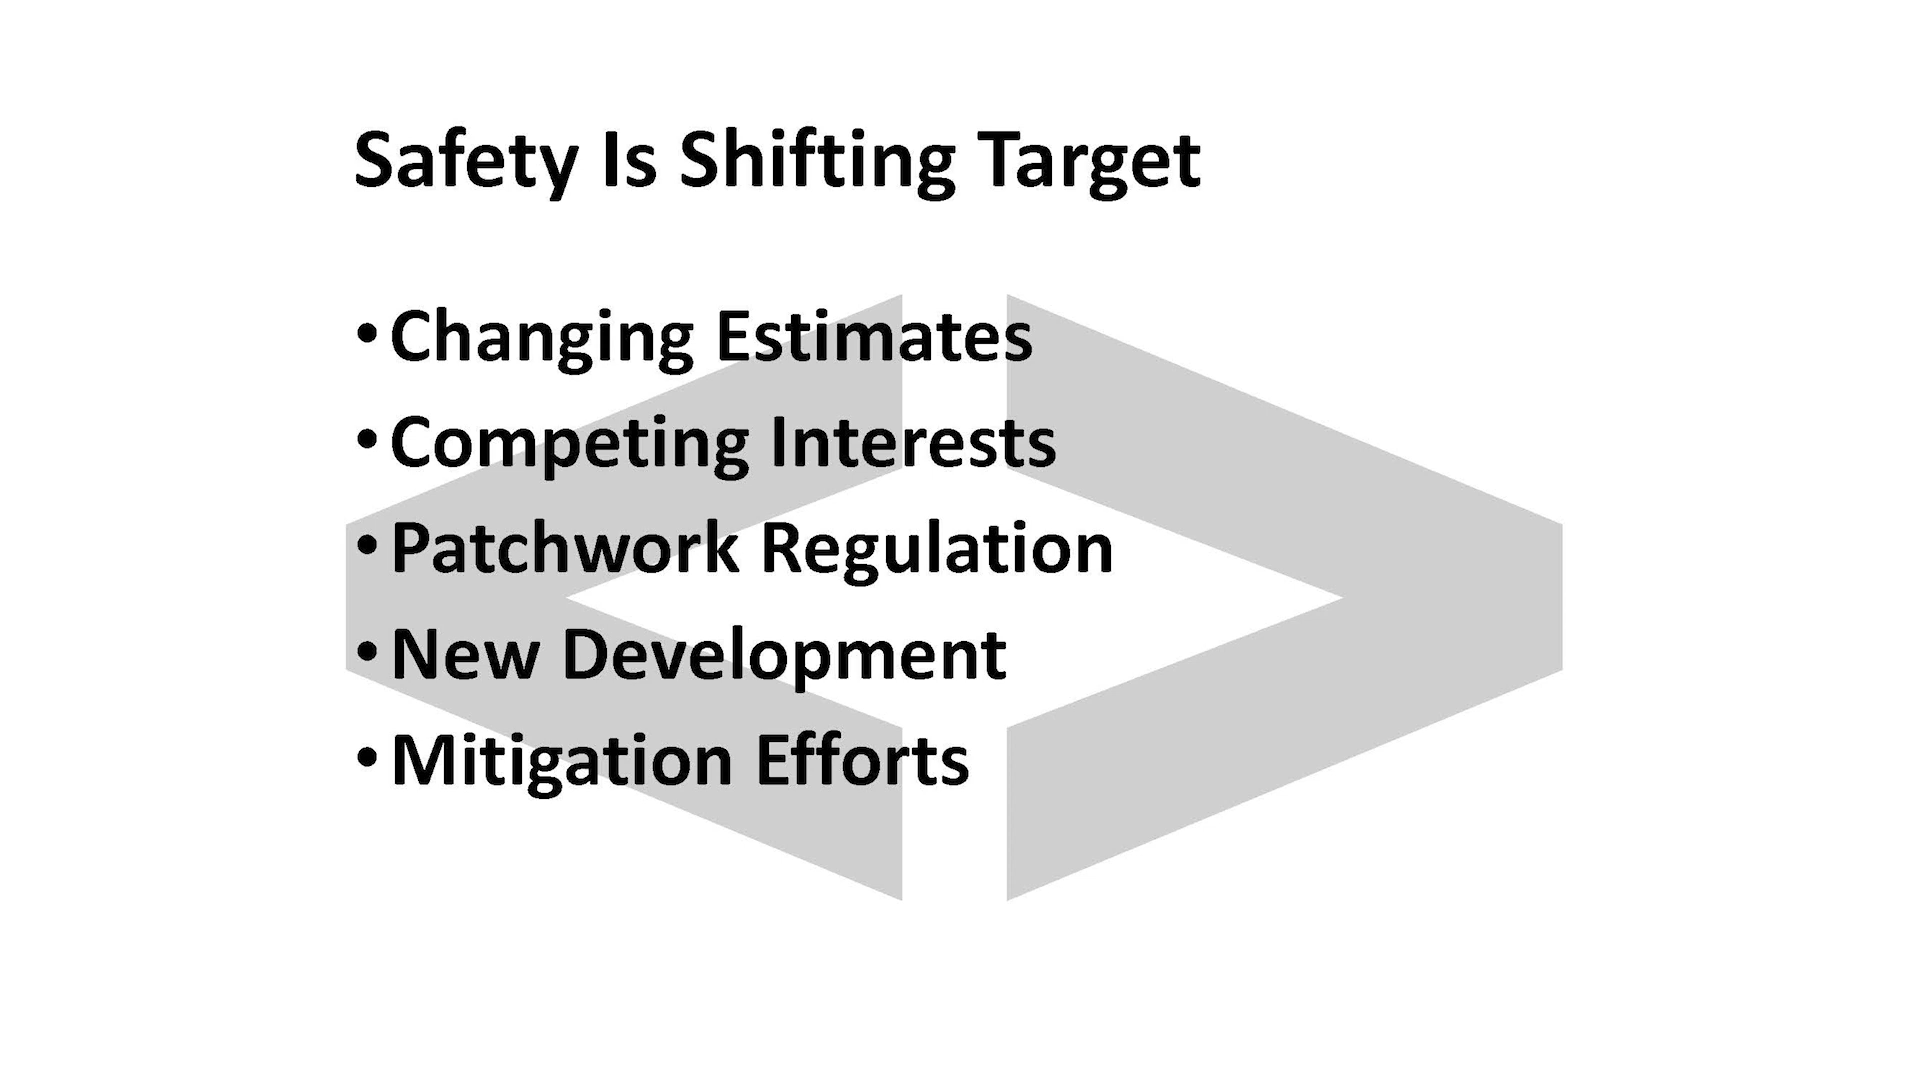 Safety Is Shifting Target
• Changing Estimates
• Competing Interests
• Patchwork Regulation
• New Development
• Mitigation Efforts